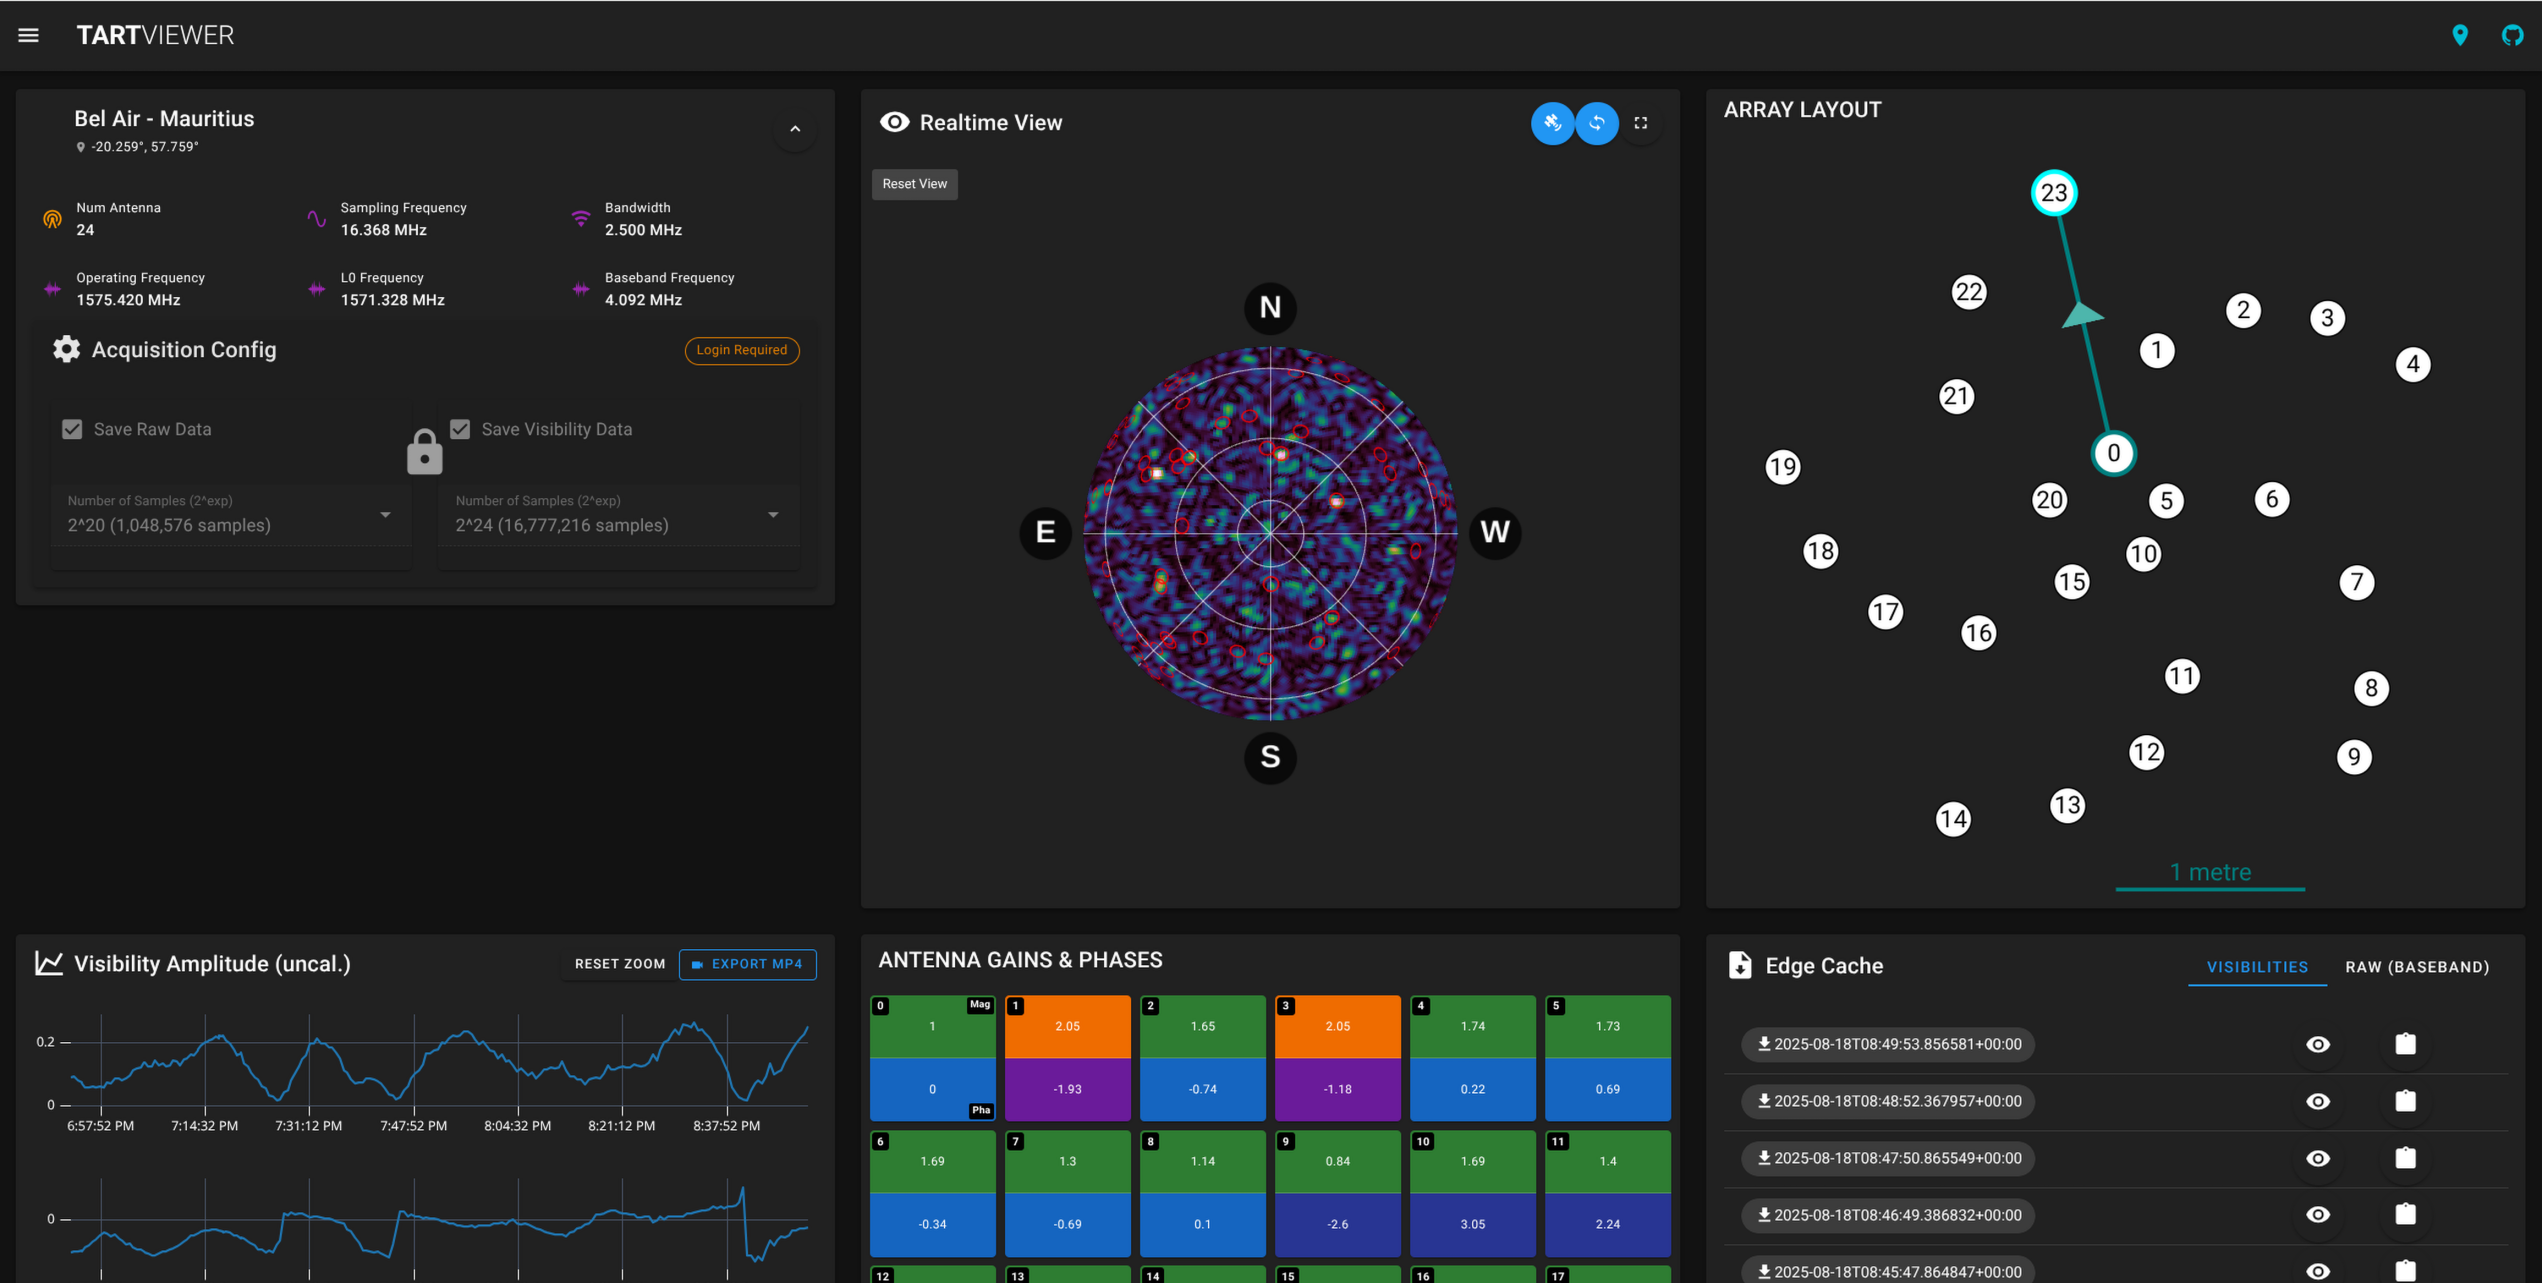 TARTVIEWER
Bel Air - Mauritius
-20.259°, 57.759°
Num Antenna
24
Sampling Frequency
16.368 MHz
Bandwidth
2.500 MHz
Operating Frequency
1575.420 MHz
L0 Frequency
1571.328 MHz
Baseband Frequency
4.092 MHz
Acquisition Config
Login Required
Save Raw Data
Save Visibility Data
Number of Samples (2^exp)
2^20 (1,048,576 samples)
Number of Samples (2^exp)
2^24 (16,777,216 samples)
Realtime View
Reset View
N
E
W
S
ARRAY LAYOUT
23
22
2
3
1
4
21
0
19
20
5
6
18
10
15
7
17
16
11
8
12
9
13
14
1 metre
Visibility Amplitude (uncal.)
RESET ZOOM
EXPORT MP4
0.2
0
6:57:52 PM 7:14:32 PM 7:31:12 PM 7:47:52 PM 8:04:32 PM 8:21:12 PM 8:37:52 PM
0
ANTENNA GAINS & PHASES
0 Mag 1 2 3 4 5
1 2.05 1.65 2.05 1.74 1.73
0 -1.93 -0.74 -1.18 0.22 0.69
Pha
6 7 8 9 10 11
1.69 1.3 1.14 0.84 1.69 1.4
-0.34 -0.69 0.1 -2.6 3.05 2.24
12 13 14 15 16 17
Edge Cache
VISIBILITIES
RAW (BASEBAND)
2025-08-18T08:49:53.856581+00:00
2025-08-18T08:48:52.367957+00:00
2025-08-18T08:47:50.865549+00:00
2025-08-18T08:46:49.386832+00:00
2025-08-18T08:45:47.864847+00:00